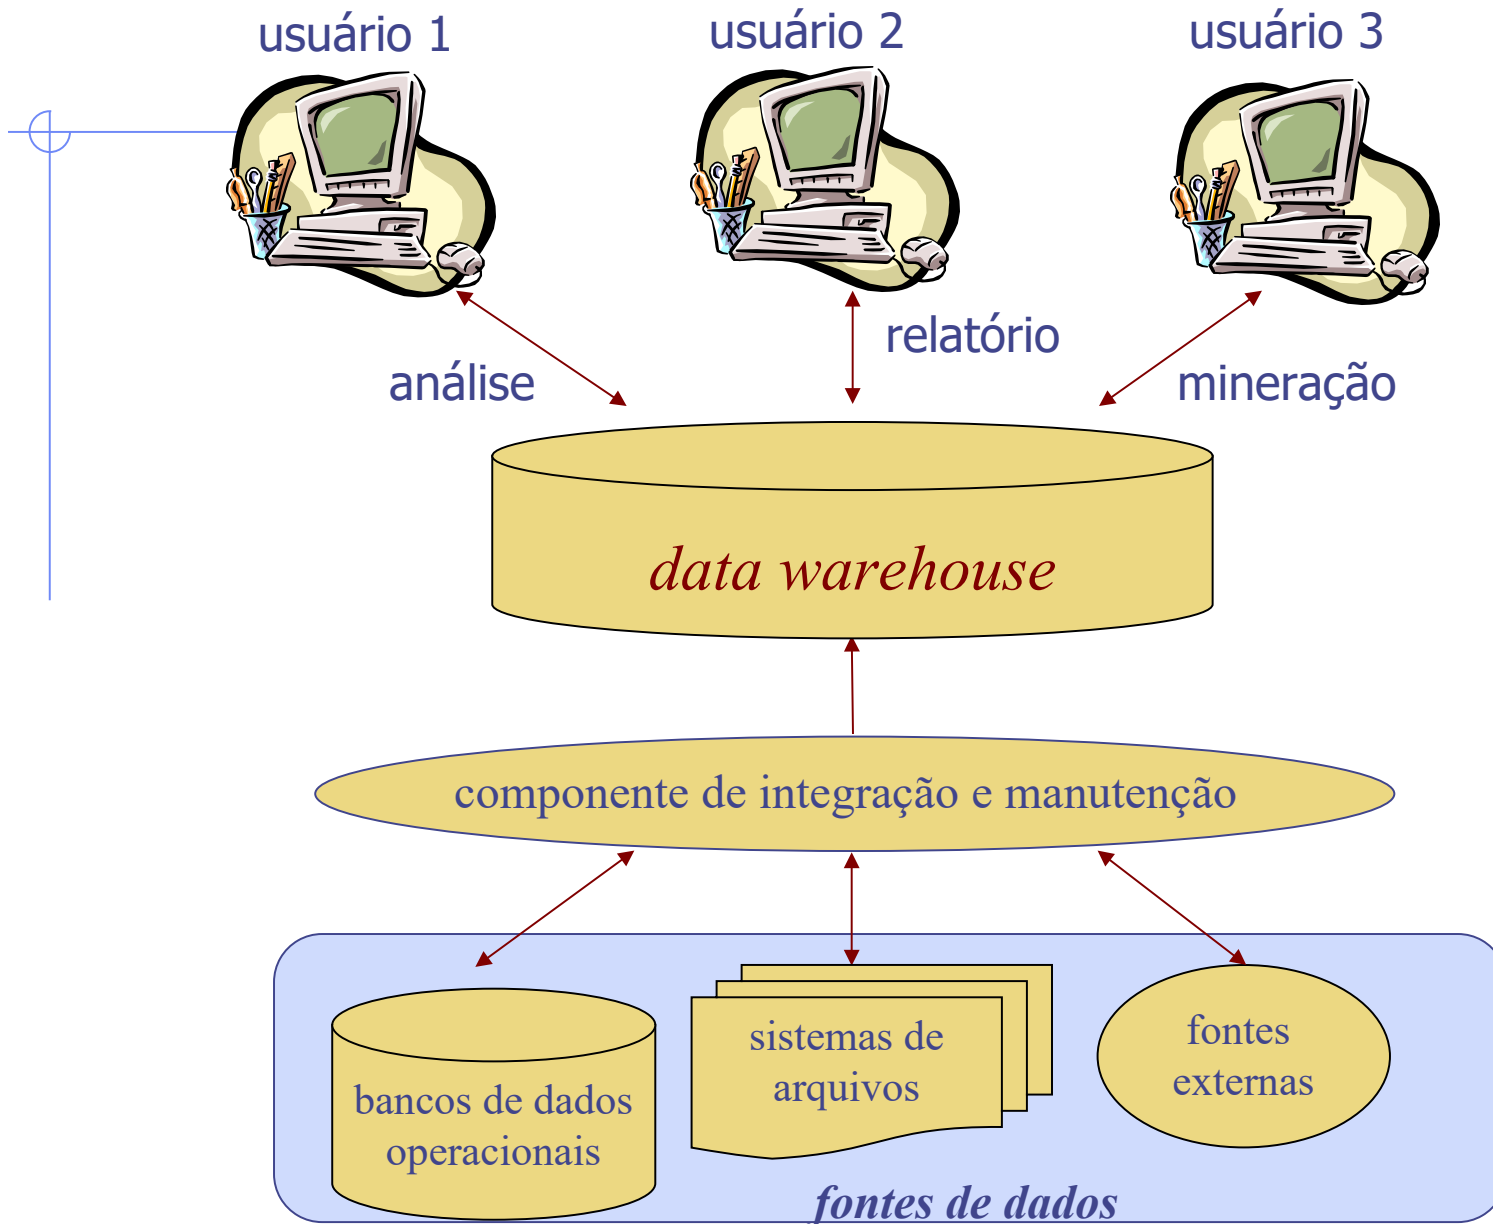 usuário 1
usuário 2
usuário 3
relatório
análise
mineração
data warehouse
componente de integração e manutenção
bancos de dados
operacionais
sistemas de
arquivos
fontes
externas
fontes de dados